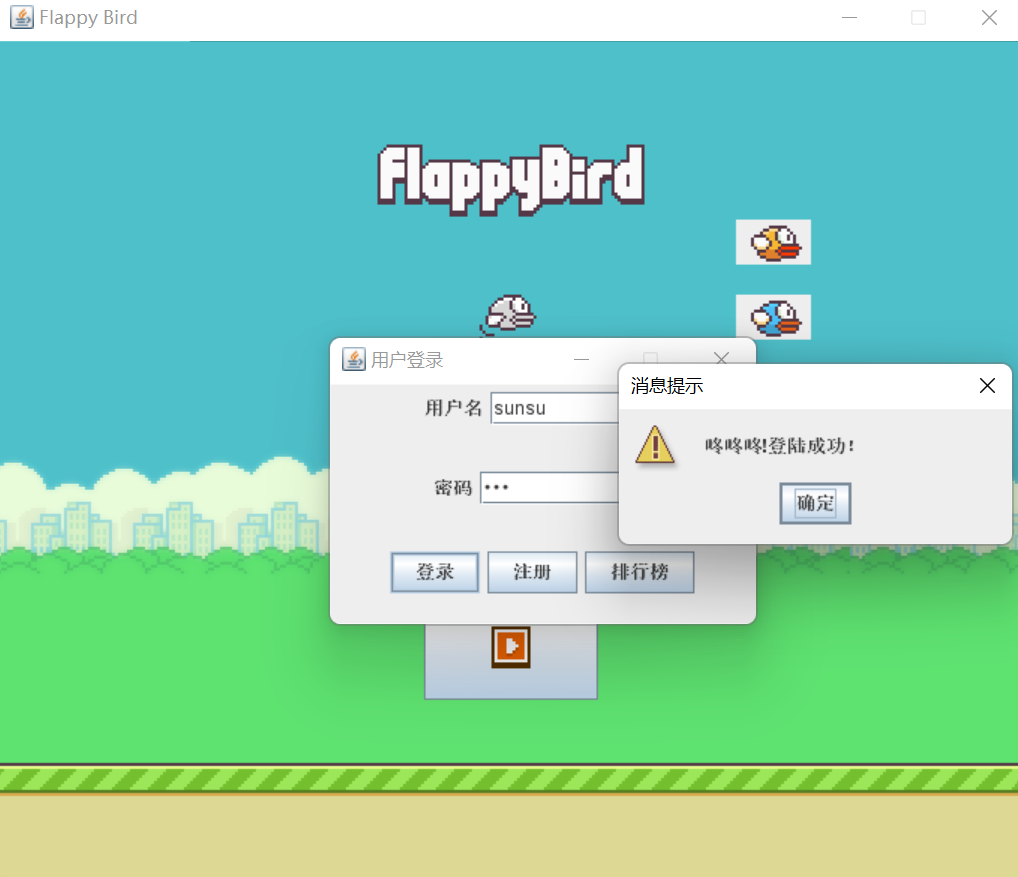 Flappy Bird
FlappyBird
用户登录
消息提示
用户名 sunsu
咚咚咚!登陆成功!
密码 •••
确定
登录 注册 排行榜